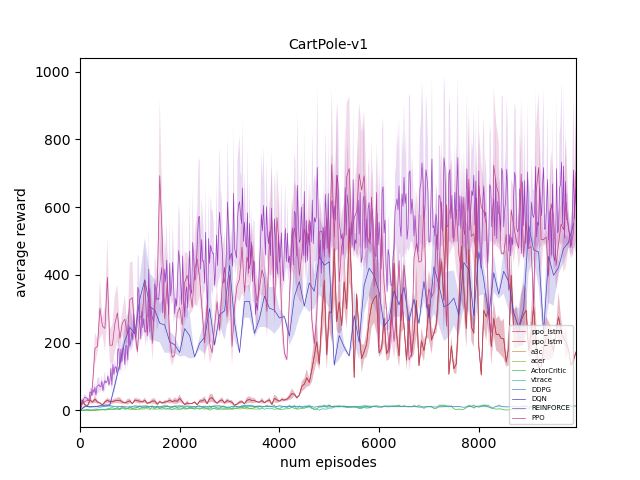 CartPole-v1
average reward
1000
800
600
400
200
0
0 2000 4000 6000 8000
num episodes
ppo_lstm
ppo_lstm
a3c
acer
ActorCritic
vtrace
DDPG
DQN
REINFORCE
PPO